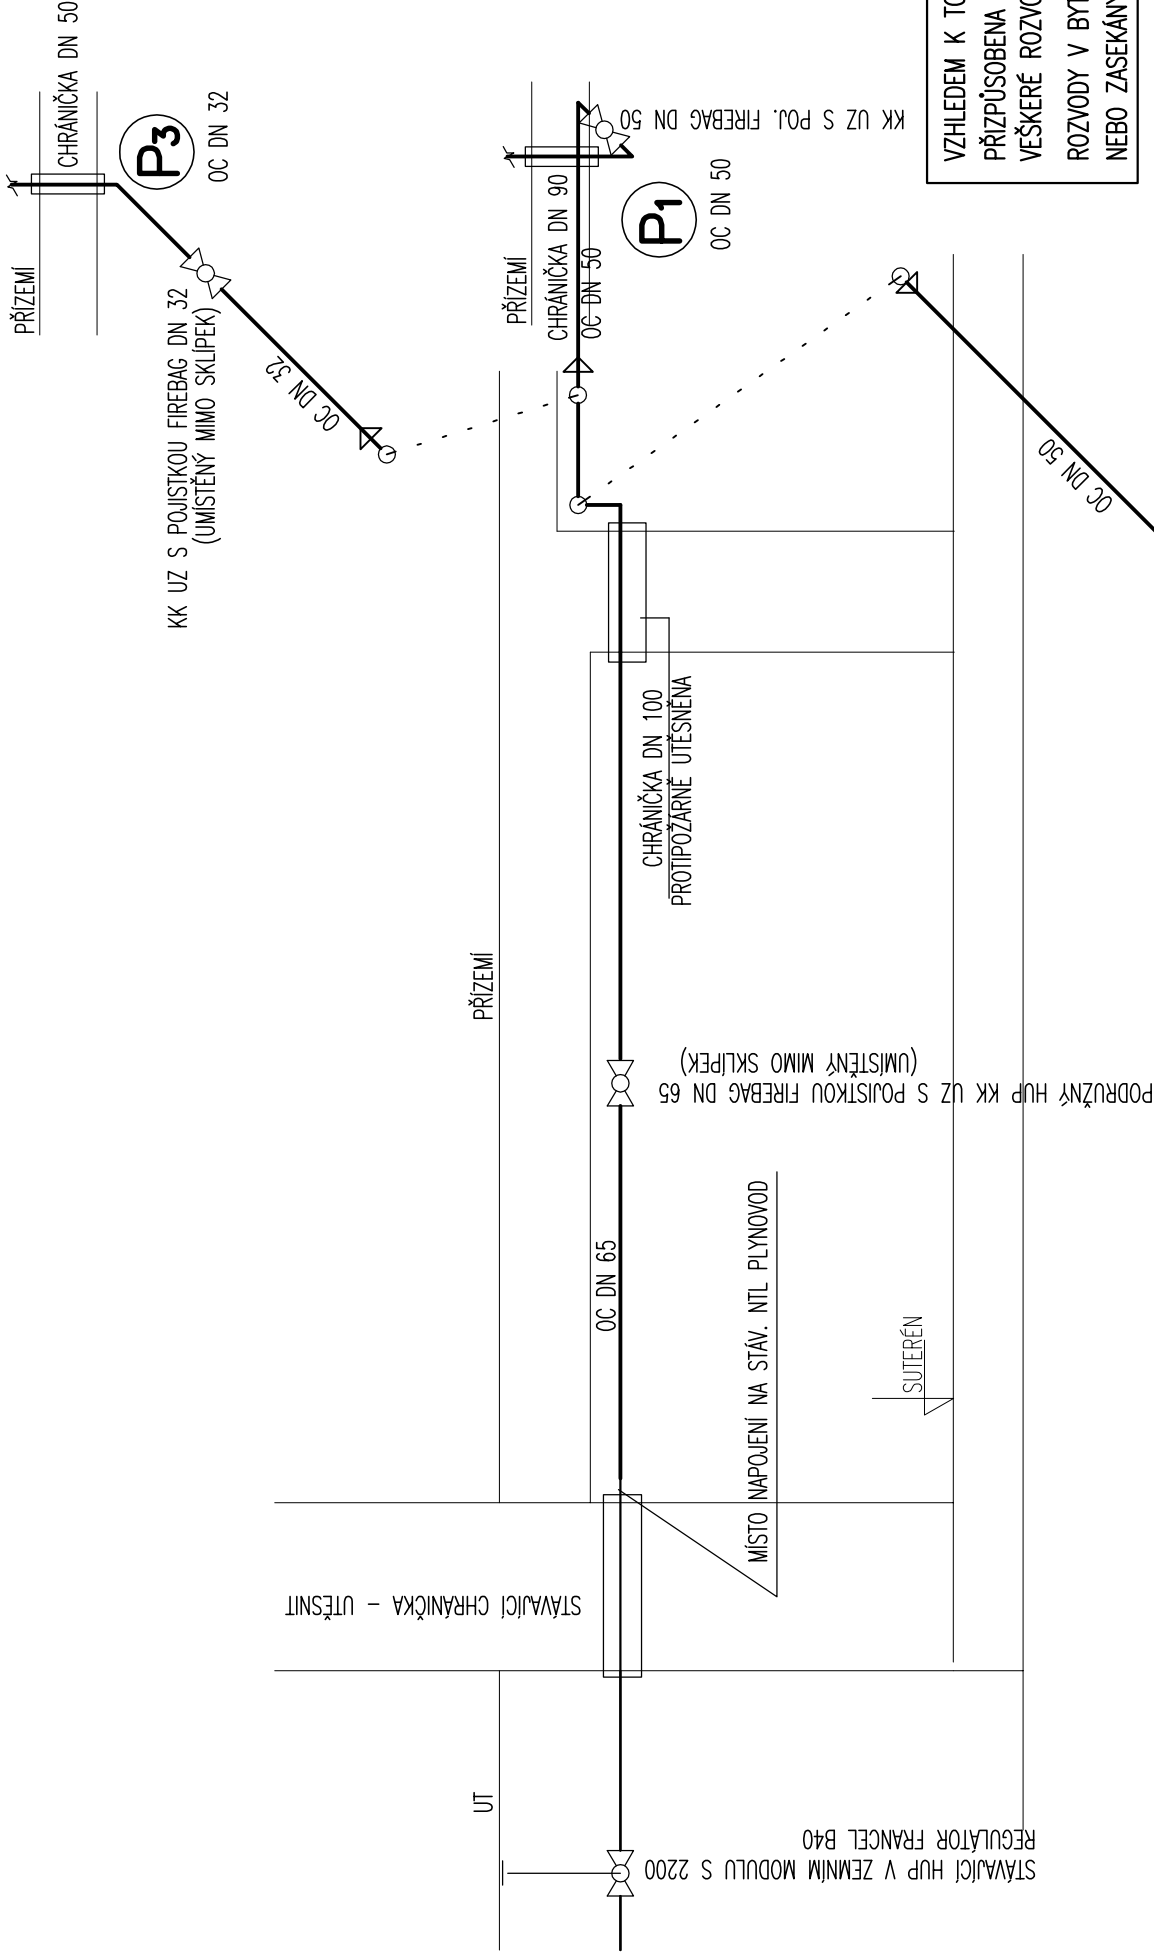 CHRÁNIČKA DN 50
PŘÍZEMÍ
P3
OC DN 32
KK UZ S POJISTKOU FIREBAG DN 32
(UMÍSTĚNÝ MIMO SKLÍPEK)
OC DN 32
PŘÍZEMÍ
CHRÁNIČKA DN 90
OC DN 50
KK UZ S POJ. FIREBAG DN 50
P1
OC DN 50
VZHLEDEM K
PŘIZPŮSOBENA
VEŠKERÉ
ROZVODY V
NEBO
OC DN 50
CHRÁNIČKA DN 100
PROTIPOŽÁRNĚ UTĚSNĚNA
PŘÍZEMÍ
PODRUŽNÝ HUP KK UZ S POJISTKOU FIREBAG DN 65
(UMÍSTĚNÝ MIMO SKLÍPEK)
OC DN 65
MÍSTO NAPOJENÍ NA STÁV. NTL PLYNOVOD
SUTERÉN
STÁVAJÍCÍ CHRÁNIČKA – UTĚSNIT
UT
STÁVAJÍCÍ HUP V ZEMNÍM MODULU S 2200
REGULÁTOR FRANCEL B40